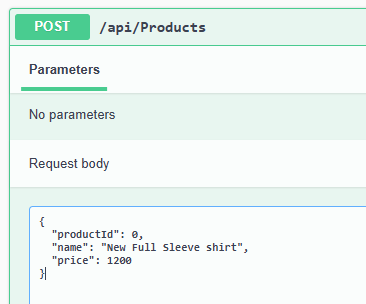 POST /api/Products
Parameters
No parameters
Request body
{
  "productId": 0,
  "name": "New Full Sleeve shirt",
  "price": 1200
}